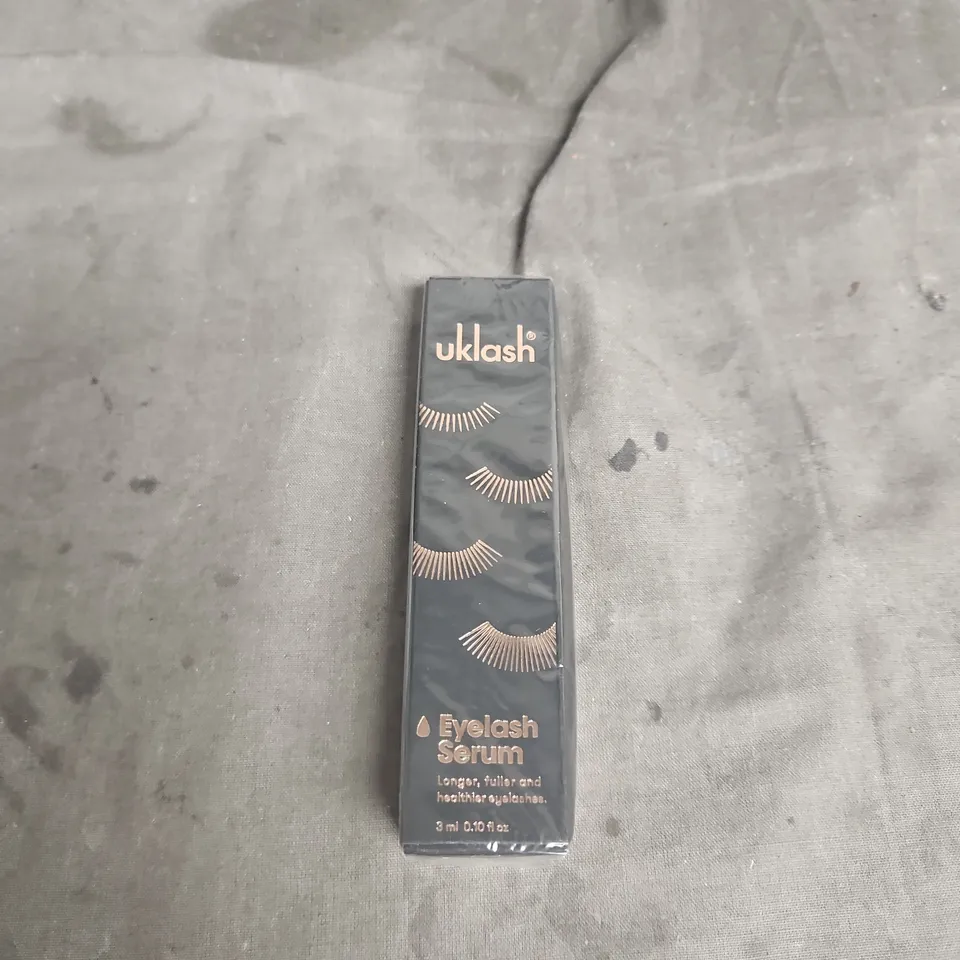 uklash®
Eyelash
Serum
Longer, fuller and
healthier eyelashes.
3 ml 0.10 fl oz